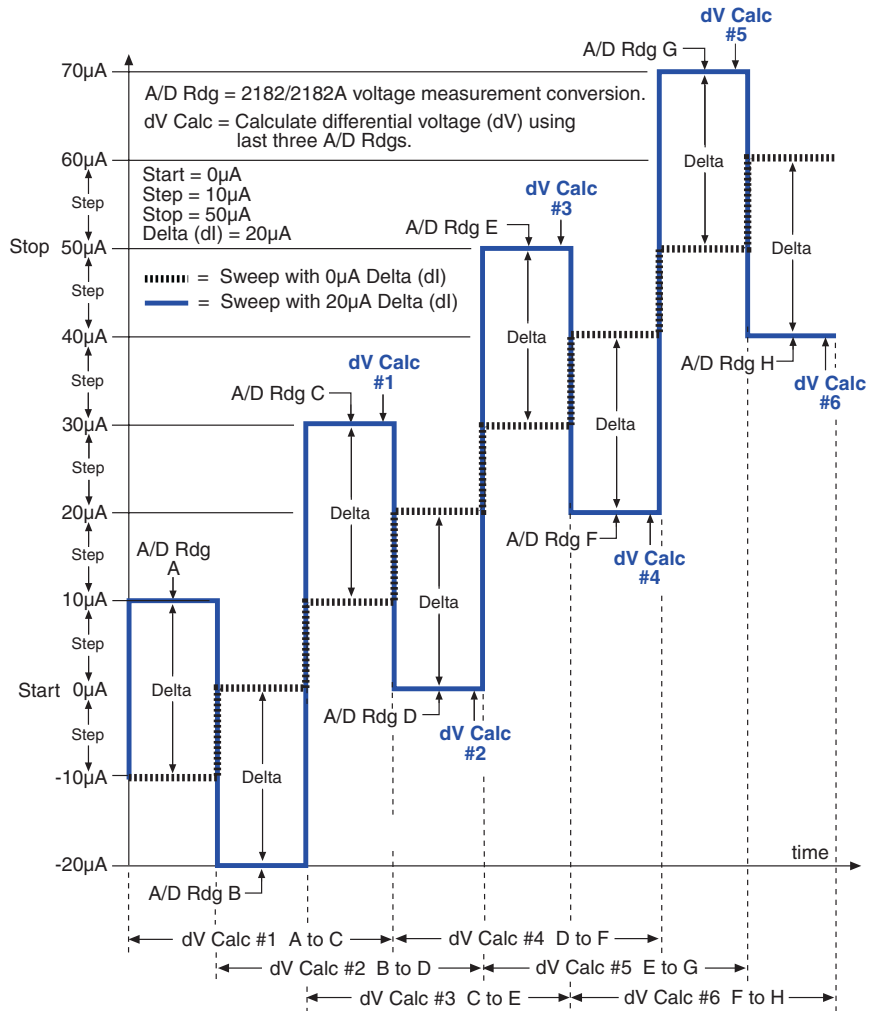 dV Calc
#5
A/D Rdg G
70µA
A/D Rdg = 2182/2182A voltage measurement conversion.
dV Calc = Calculate differential voltage (dV) using
last three A/D Rdgs.
60µA
Start = 0µA
Step = 10µA
Stop = 50µA
Delta (dI) = 20µA
Delta
Step
dV Calc
#3
A/D Rdg E
Stop 50µA
Delta
= Sweep with 0µA Delta (dI)
= Sweep with 20µA Delta (dI)
Step
40µA
Delta
A/D Rdg H
dV Calc
#6
dV Calc
#1
A/D Rdg C
Step
30µA
Delta
Step
Delta
20µA
A/D Rdg F
dV Calc
#4
Step
A/D Rdg
A
10µA
Delta
Step
Start 0µA
Delta
A/D Rdg D
dV Calc
#2
Step
-10µA
Delta
time
-20µA
A/D Rdg B
dV Calc #1 A to C
dV Calc #4 D to F
dV Calc #2 B to D
dV Calc #5 E to G
dV Calc #3 C to E
dV Calc #6 F to H